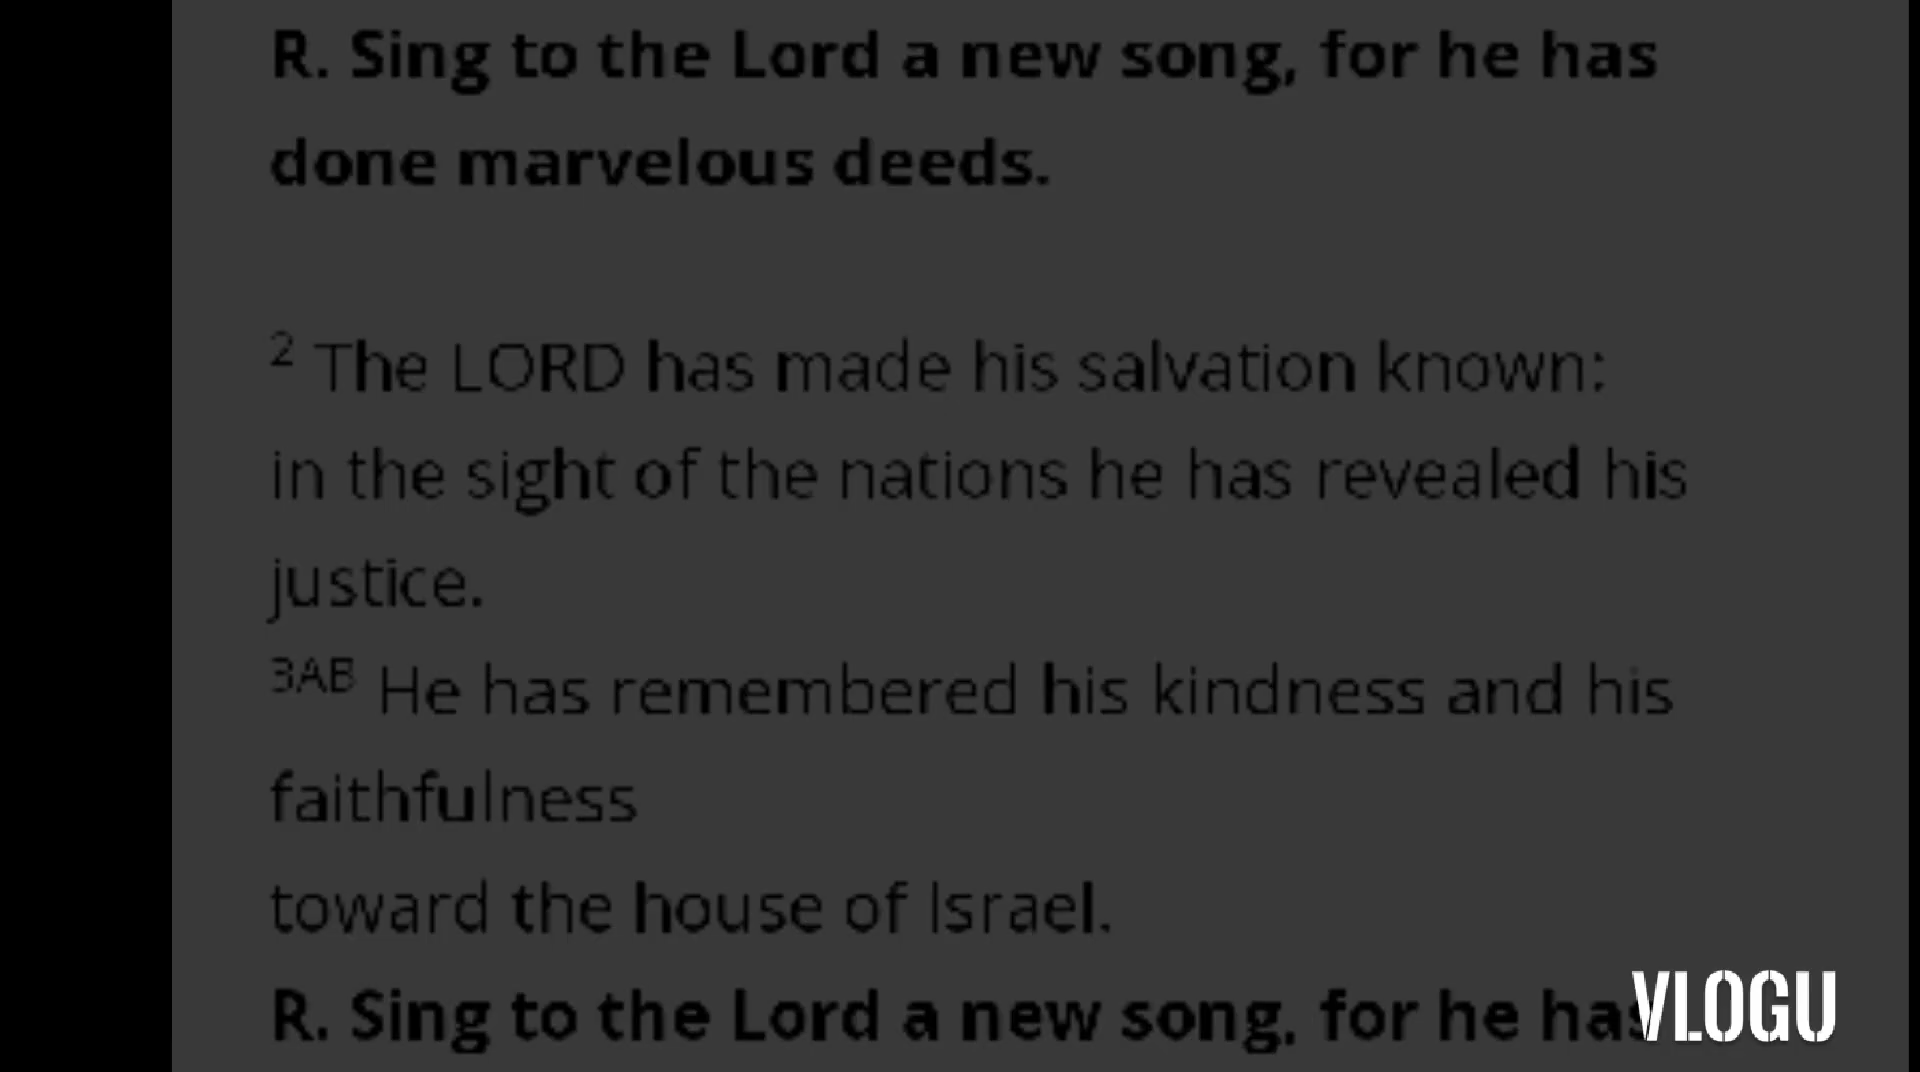 R. Sing to the Lord a new song, for he has
done marvelous deeds.
2 The LORD has made his salvation known:
in the sight of the nations he has revealed his
justice.
3AB He has remembered his kindness and his
faithfulness
toward the house of Israel.
R. Sing to the Lord a new song, for he has
VLOGU